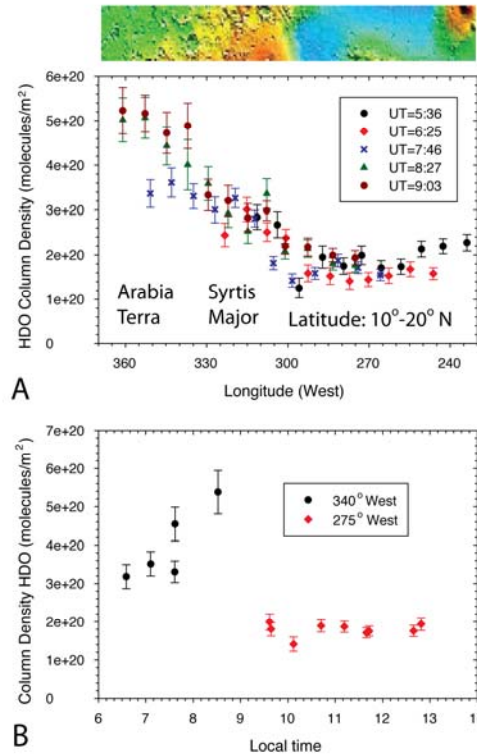 A
6e+20
5e+20
4e+20
3e+20
2e+20
1e+20
0
HDO Column Density (molecules/m²)
UT=5:36
UT=6:25
UT=7:46
UT=8:27
UT=9:03
Arabia Terra
Syrtis Major
Latitude: 10°-20° N
360 330 300 270 240
Longitude (West)
B
7e+20
6e+20
5e+20
4e+20
3e+20
2e+20
1e+20
0
Column Density HDO (molecules/m²)
340° West
275° West
6 7 8 9 10 11 12 13 14
Local time